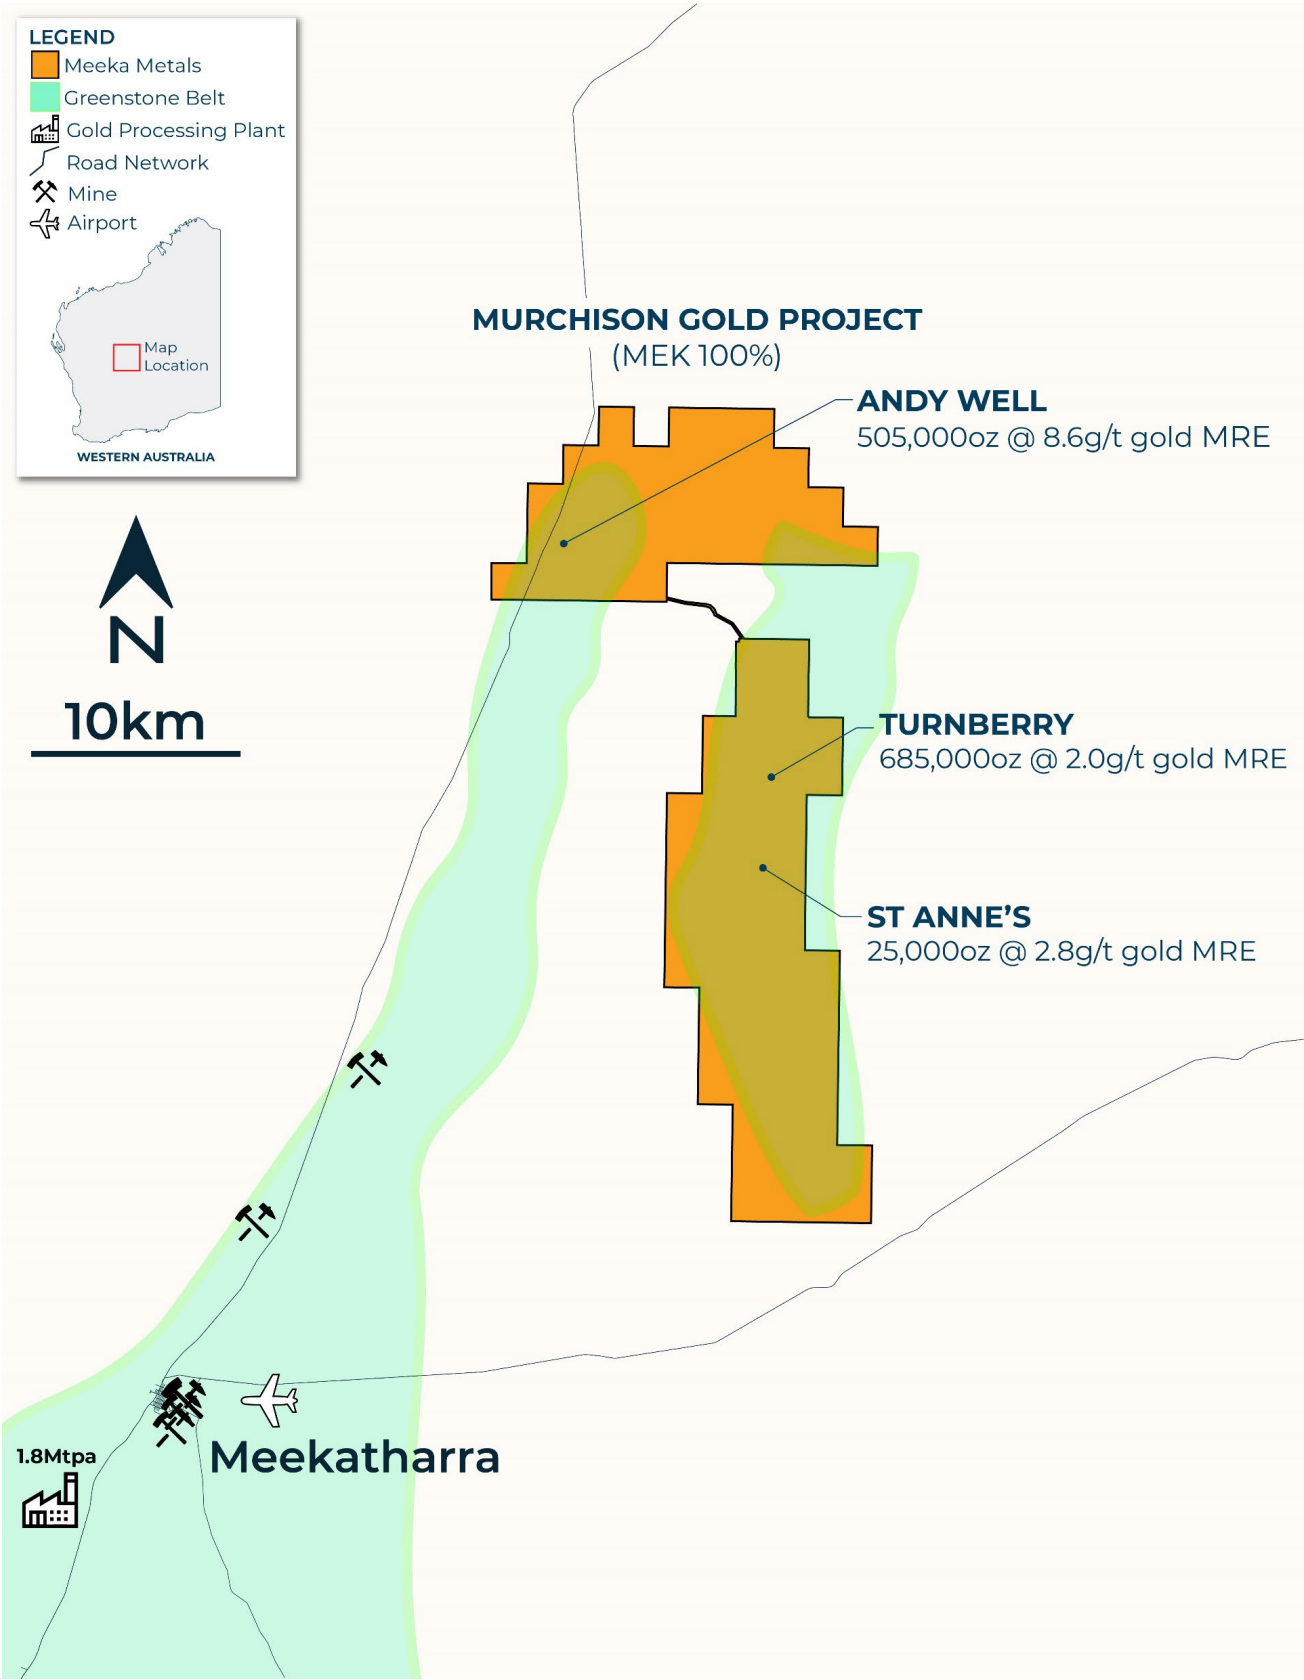 LEGEND
Meeka Metals
Greenstone Belt
Gold Processing Plant
Road Network
Mine
Airport
Map
Location
WESTERN AUSTRALIA
N
10km
MURCHISON GOLD PROJECT
(MEK 100%)
ANDY WELL
505,000oz @ 8.6g/t gold MRE
TURNBERRY
685,000oz @ 2.0g/t gold MRE
ST ANNE’S
25,000oz @ 2.8g/t gold MRE
Meekatharra
1.8Mtpa